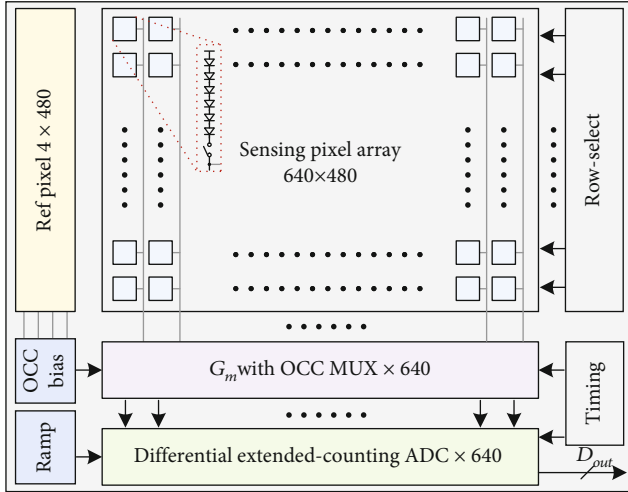 Ref pixel 4 × 480
Sensing pixel array
640×480
Row-select
OCC
bias
G_m with OCC MUX × 640
Timing
Ramp
Differential extended-counting ADC × 640
D_out